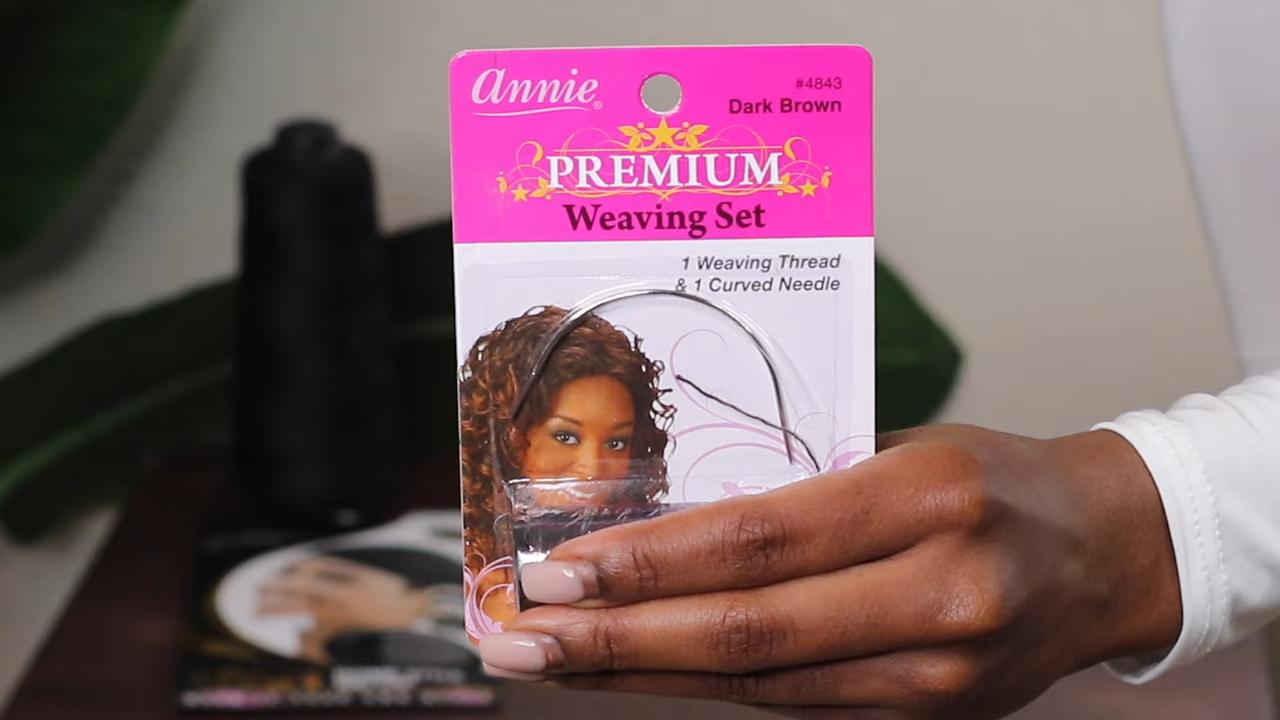 annie®
#4843
Dark Brown
PREMIUM
Weaving Set
1 Weaving Thread
& 1 Curved Needle